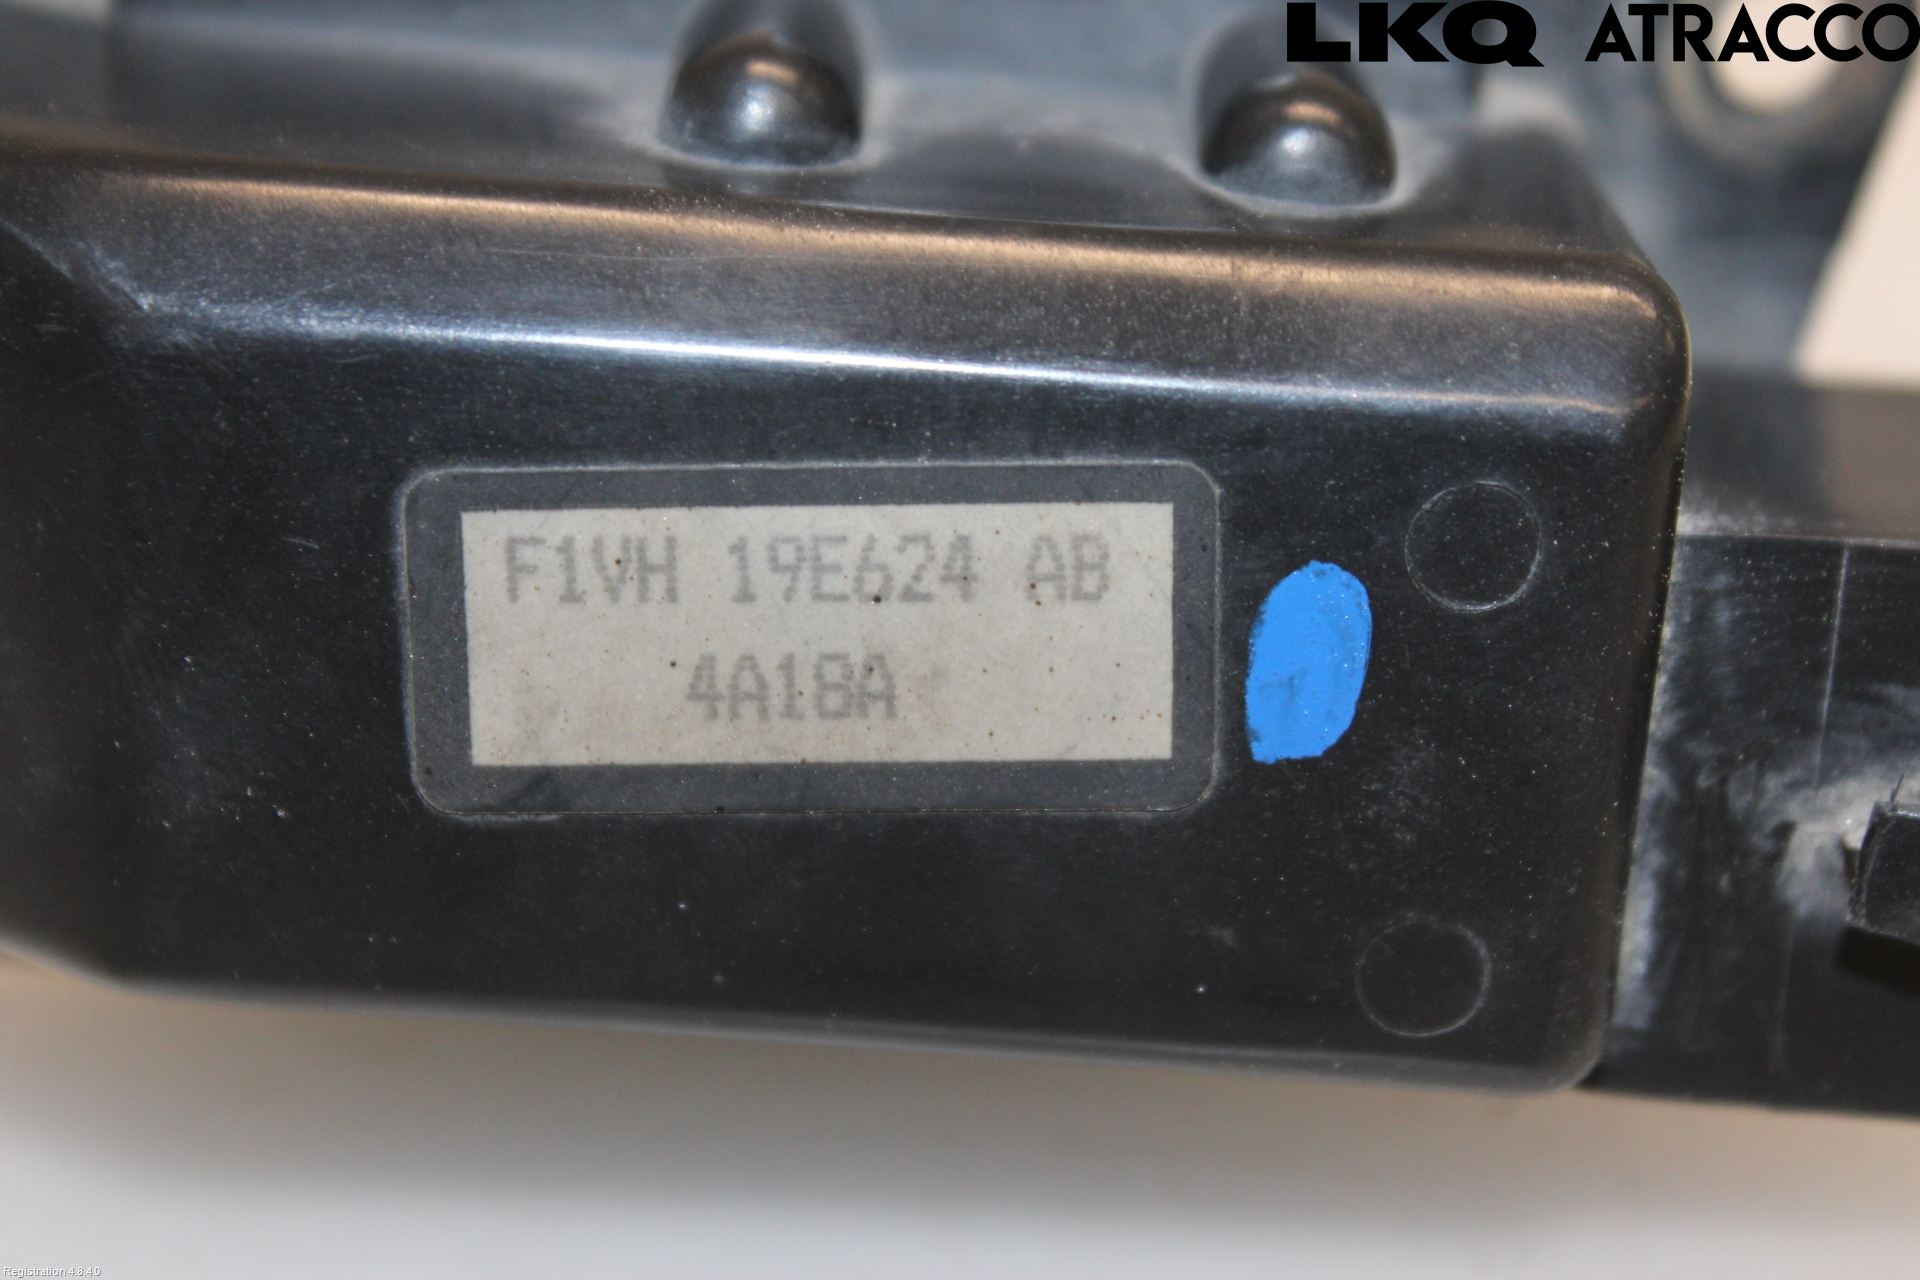 LKQ ATRACCO
F1VH 19E624 AB
4A18A
Registration 4.8.4.0